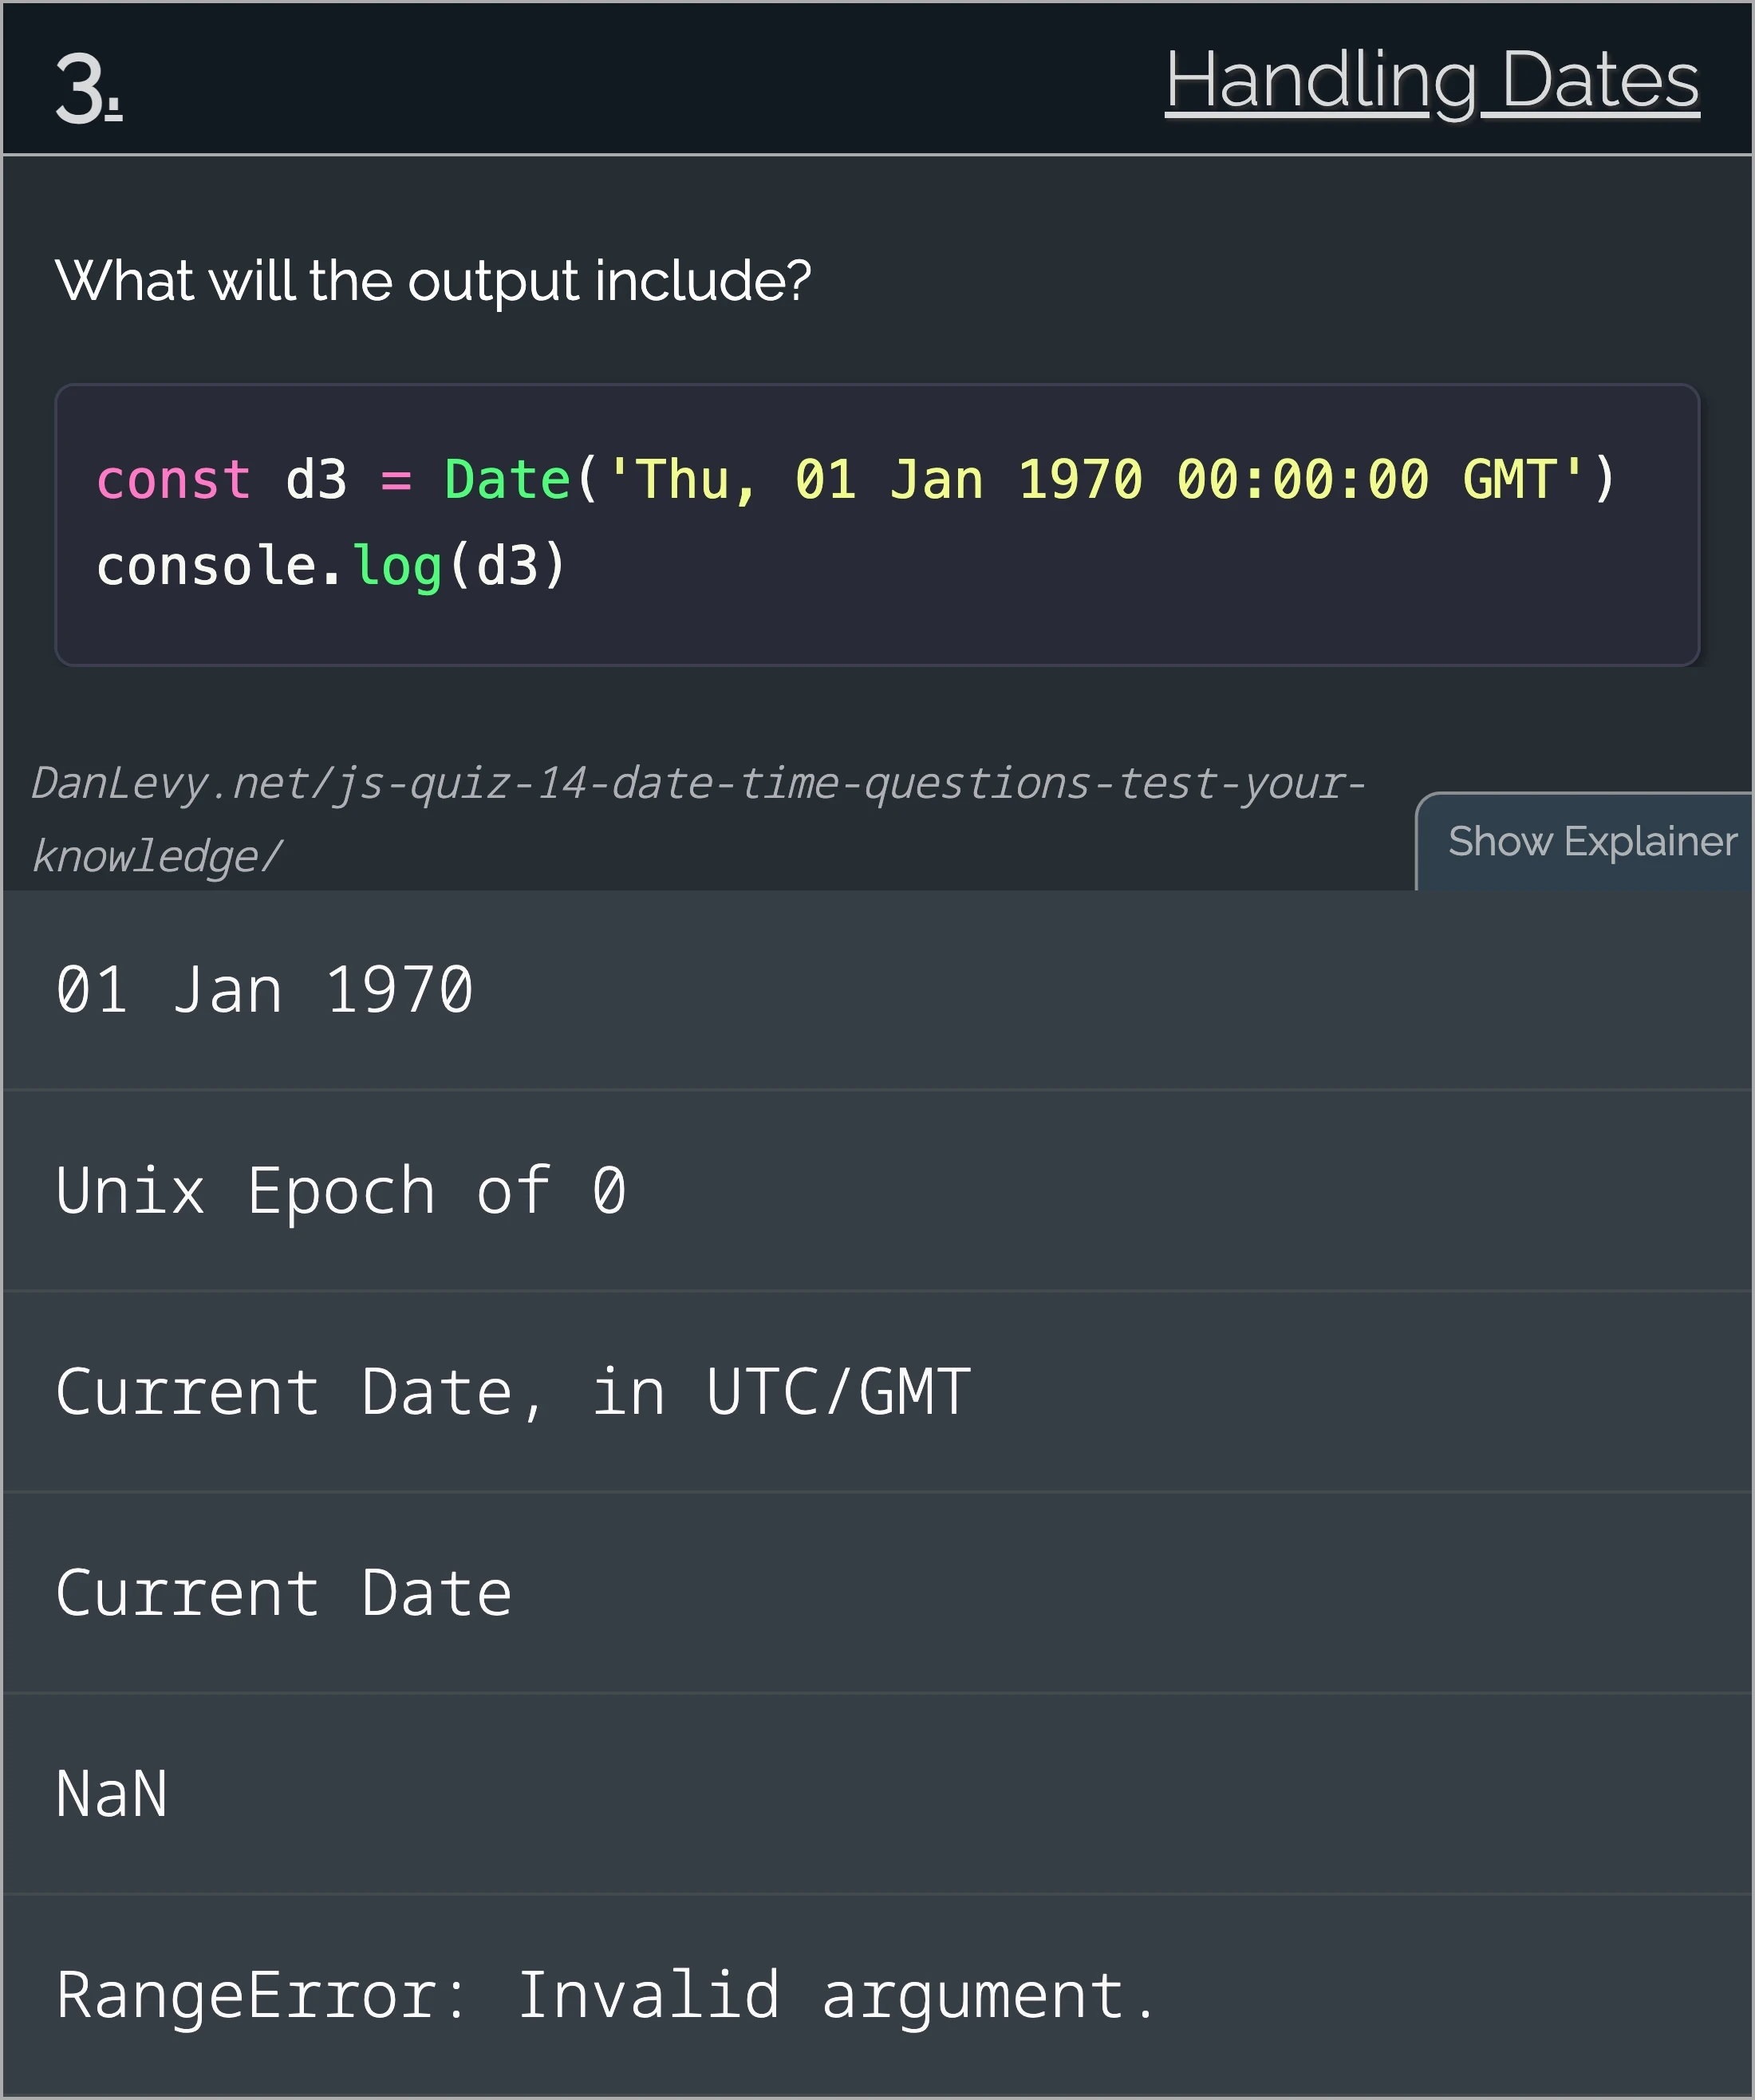 3.
Handling Dates
What will the output include?
const d3 = Date('Thu, 01 Jan 1970 00:00:00 GMT')
console.log(d3)
DanLevy.net/js-quiz-14-date-time-questions-test-your-
knowledge/
Show Explainer
01 Jan 1970
Unix Epoch of 0
Current Date, in UTC/GMT
Current Date
NaN
RangeError: Invalid argument.